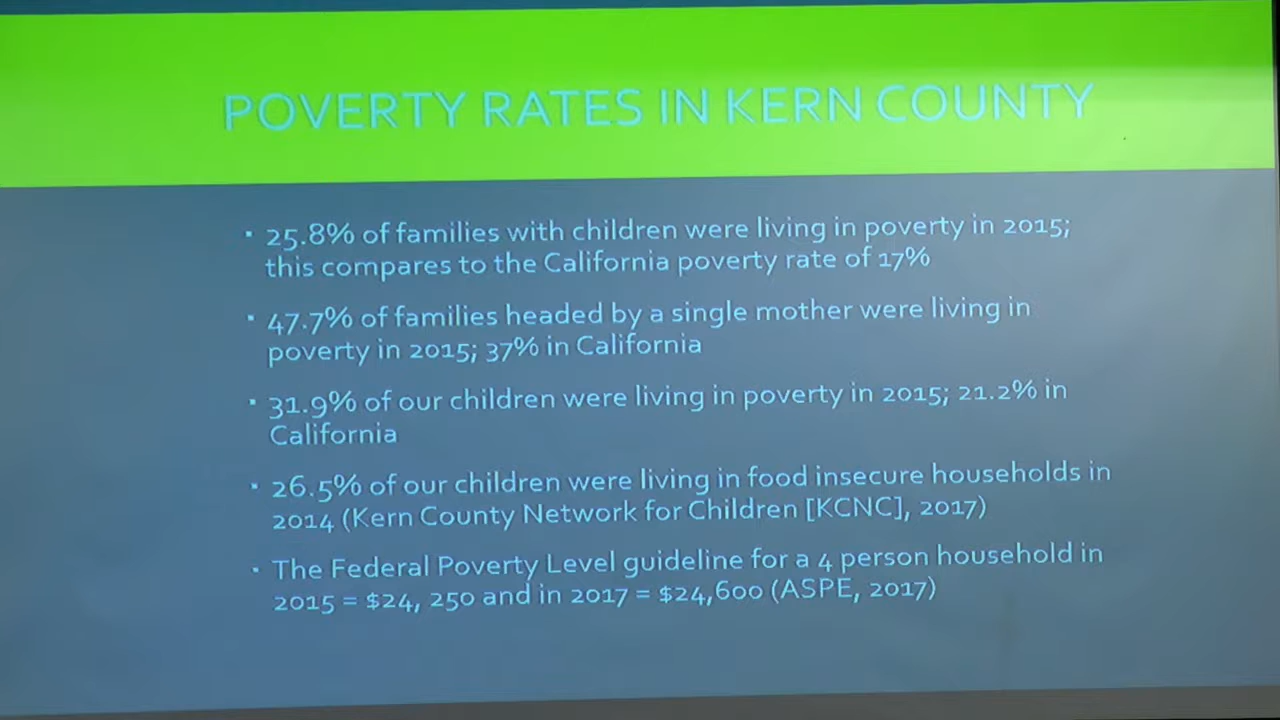 POVERTY RATES IN KERN COUNTY
▪ 25.8% of families with children were living in poverty in 2015;
this compares to the California poverty rate of 17%
▪ 47.7% of families headed by a single mother were living in
poverty in 2015; 37% in California
▪ 31.9% of our children were living in poverty in 2015; 21.2% in
California
▪ 26.5% of our children were living in food insecure households in
2014 (Kern County Network for Children [KCNC], 2017)
▪ The Federal Poverty Level guideline for a 4 person household in
2015 = $24, 250 and in 2017 = $24,600 (ASPE, 2017)